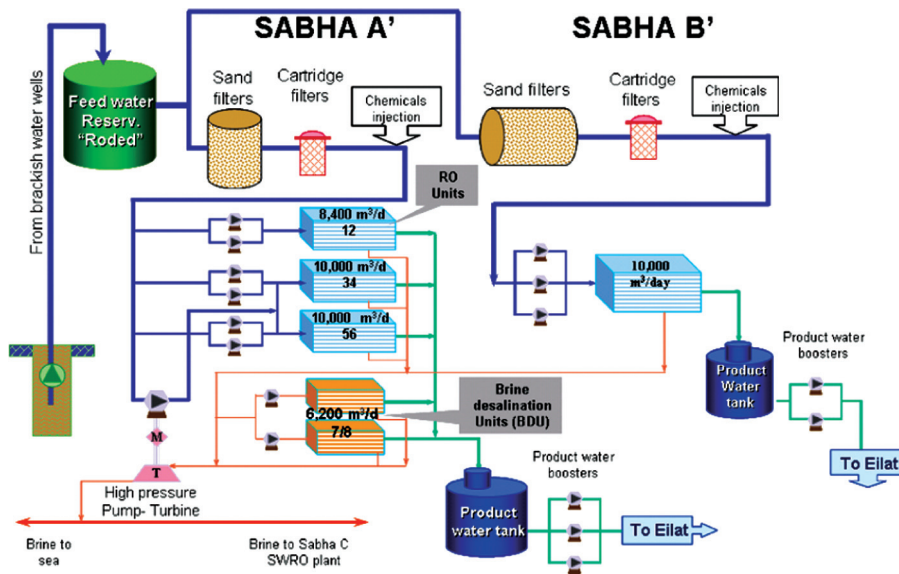 SABHA A’
SABHA B’
From brackish water wells
Feed water
Reserv.
“Roded”
Sand
filters
Cartridge
filters
Chemicals
injection
Sand filters
Cartridge
filters
Chemicals
injection
RO
Units
8,400 m³/d
12
10,000 m³/d
34
10,000 m³/d
56
10,000
m³/day
6,200 m³/d
7/8
Brine
desalination
Units (BDU)
Product
Water
tank
Product water
boosters
To Eilat
M
T
High pressure
Pump- Turbine
Product
water tank
Product water
boosters
To Eilat
Brine to
sea
Brine to Sabha C
SWRO plant